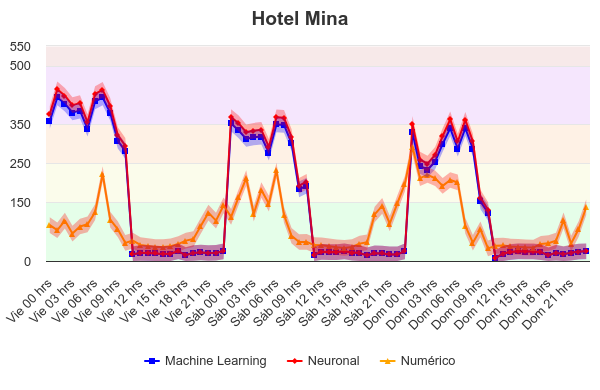 Hotel Mina
550
500
350
250
150
0
Vie 00 hrs
Vie 03 hrs
Vie 06 hrs
Vie 09 hrs
Vie 12 hrs
Vie 15 hrs
Vie 18 hrs
Vie 21 hrs
Sáb 00 hrs
Sáb 03 hrs
Sáb 06 hrs
Sáb 09 hrs
Sáb 12 hrs
Sáb 15 hrs
Sáb 18 hrs
Sáb 21 hrs
Dom 00 hrs
Dom 03 hrs
Dom 06 hrs
Dom 09 hrs
Dom 12 hrs
Dom 15 hrs
Dom 18 hrs
Dom 21 hrs
Machine Learning Neuronal Numérico